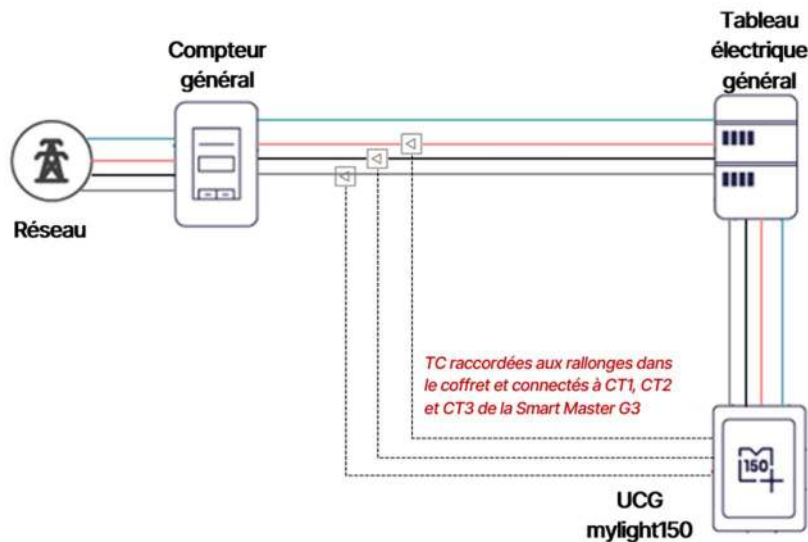 Compteur
général
Tableau
électrique
général
Réseau
TC raccordées aux rallonges dans
le coffret et connectés à CT1, CT2
et CT3 de la Smart Master G3
150
UCG
mylight150